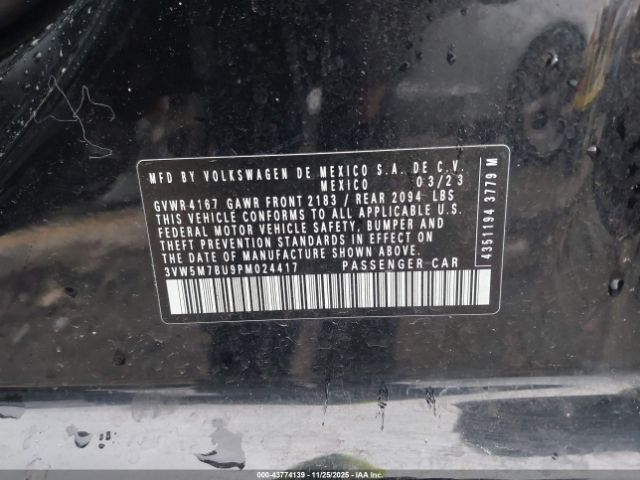 MFD BY VOLKSWAGEN DE MEXICO S.A. DE C.V.
MEXICO 03/23
GVWR 4167 GAWR FRONT 2183 / REAR 2094 LBS
THIS VEHICLE CONFORMS TO ALL APPLICABLE U.S.
FEDERAL MOTOR VEHICLE SAFETY, BUMPER AND
THEFT PREVENTION STANDARDS IN EFFECT ON
THE DATE OF MANUFACTURE SHOWN ABOVE.
3VW5M7BU9PM024417 PASSENGER CAR
4351194 3779 M
000-43774139 - 11/25/2025 - IAA Inc.